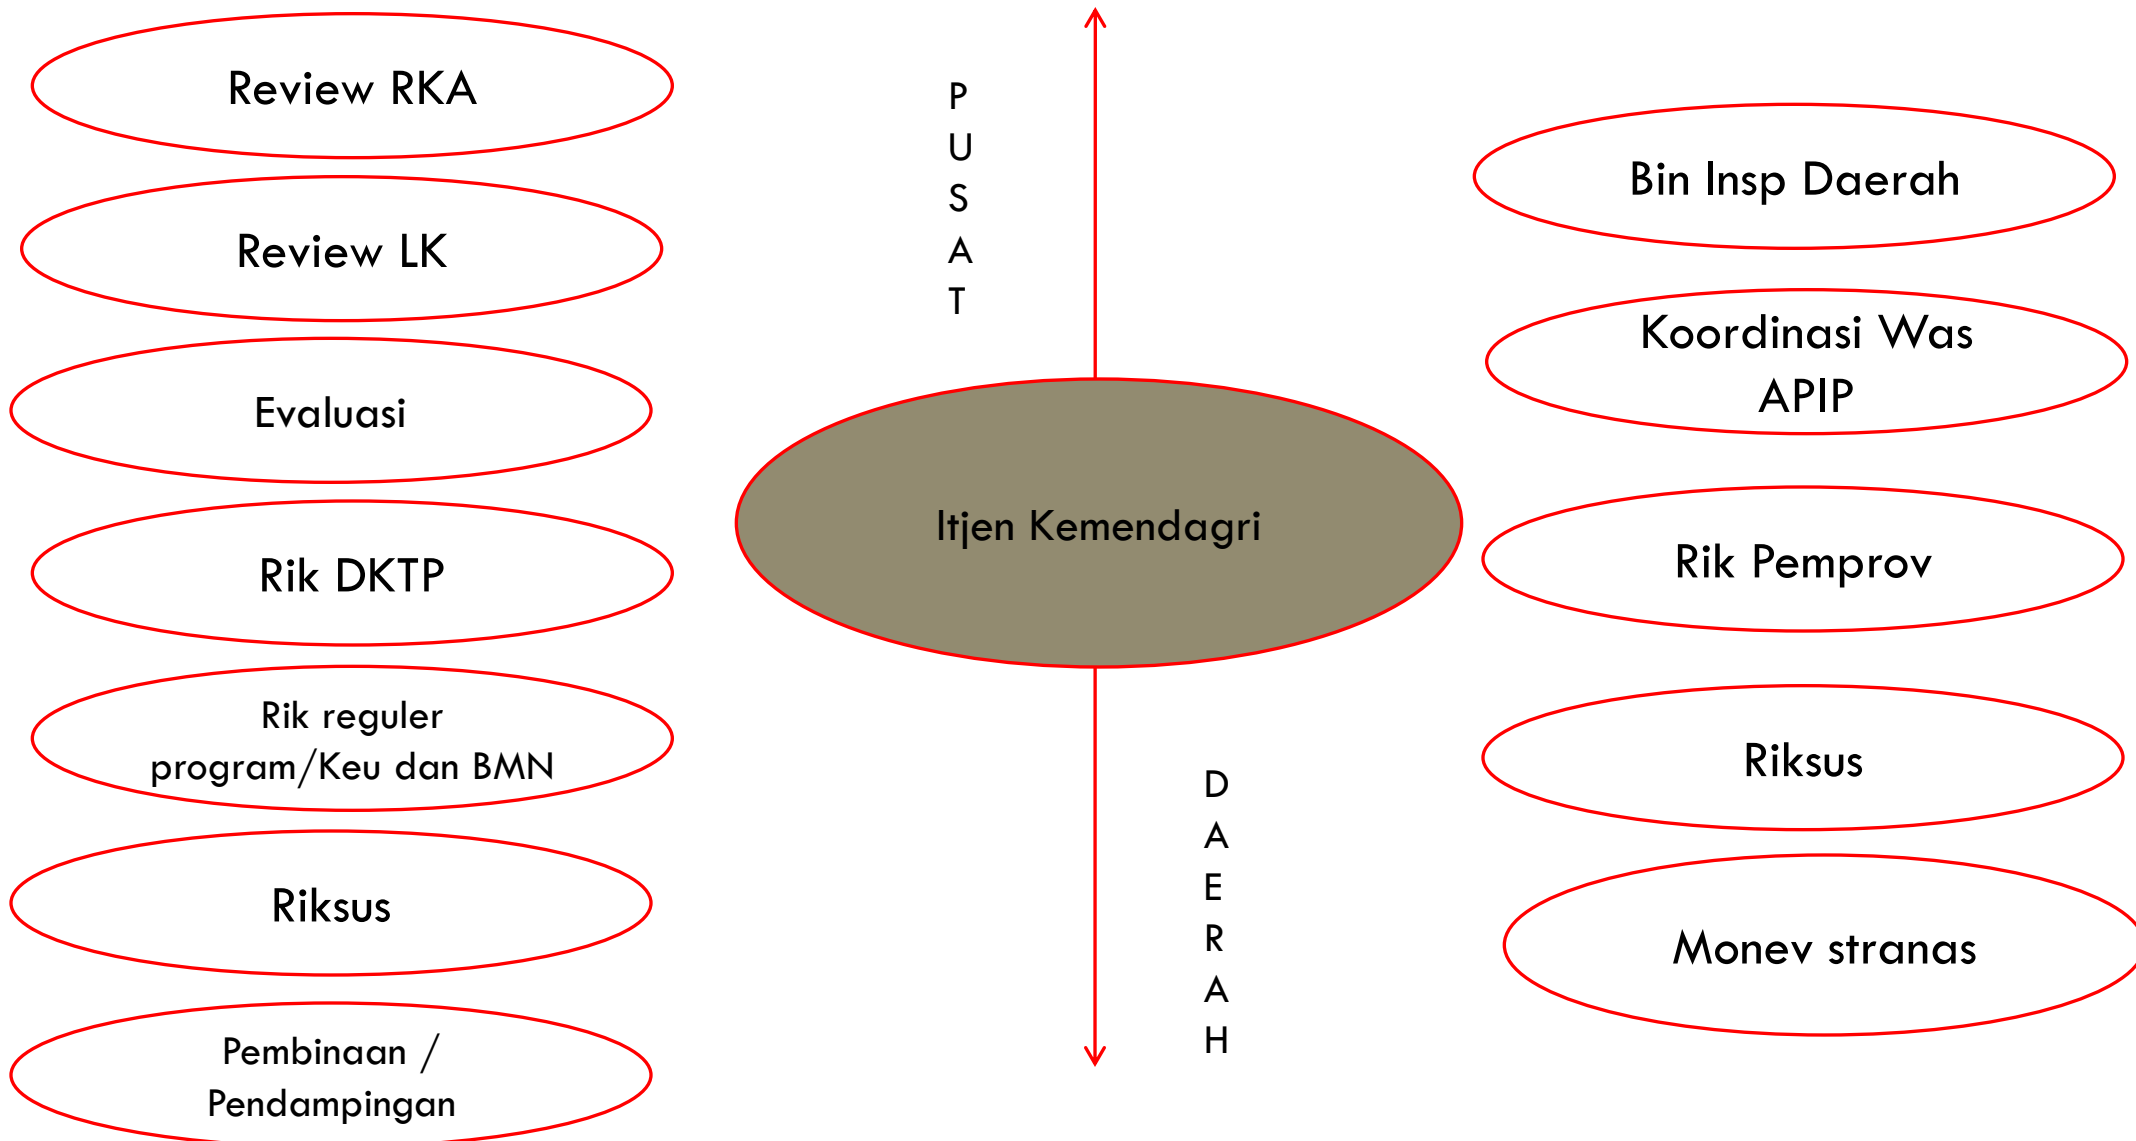 Review RKA
Review LK
Evaluasi
Rik DKTP
Rik reguler
program/Keu dan BMN
Riksus
Pembinaan /
Pendampingan
P
U
S
A
T
Itjen Kemendagri
D
A
E
R
A
H
Bin Insp Daerah
Koordinasi Was
APIP
Rik Pemprov
Riksus
Monev stranas